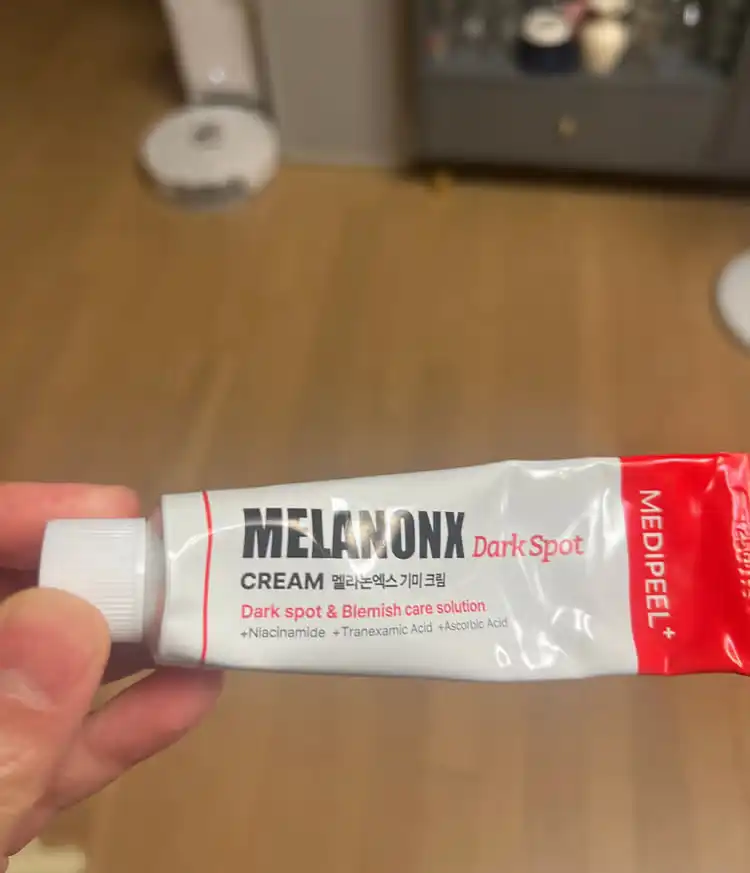 MELANONX Dark Spot
CREAM 멜라논엑스 기미 크림
Dark spot & Blemish care solution
+Niacinamide +Tranexamic Acid +Ascorbic Acid
MEDIPEEL+